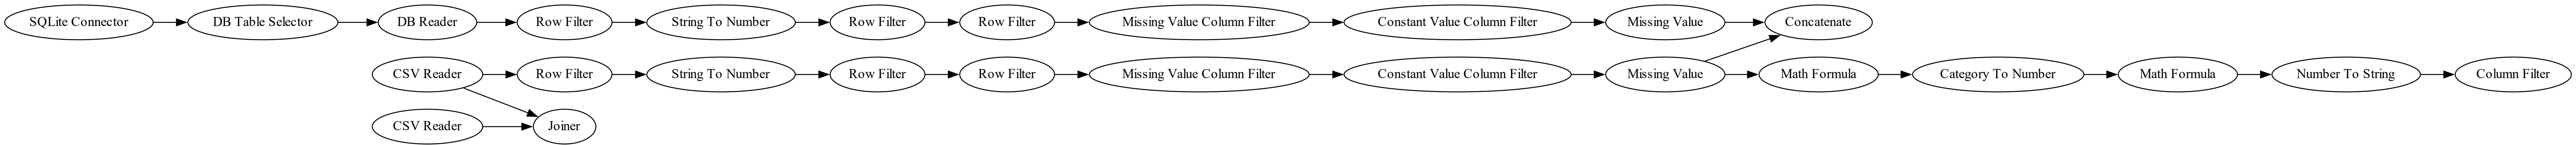 SQLite Connector
DB Table Selector
DB Reader
Row Filter
String To Number
Row Filter
Row Filter
Missing Value Column Filter
Constant Value Column Filter
Missing Value
Concatenate
CSV Reader
Row Filter
String To Number
Row Filter
Row Filter
Missing Value Column Filter
Constant Value Column Filter
Missing Value
Math Formula
Category To Number
Math Formula
Number To String
Column Filter
CSV Reader
Joiner